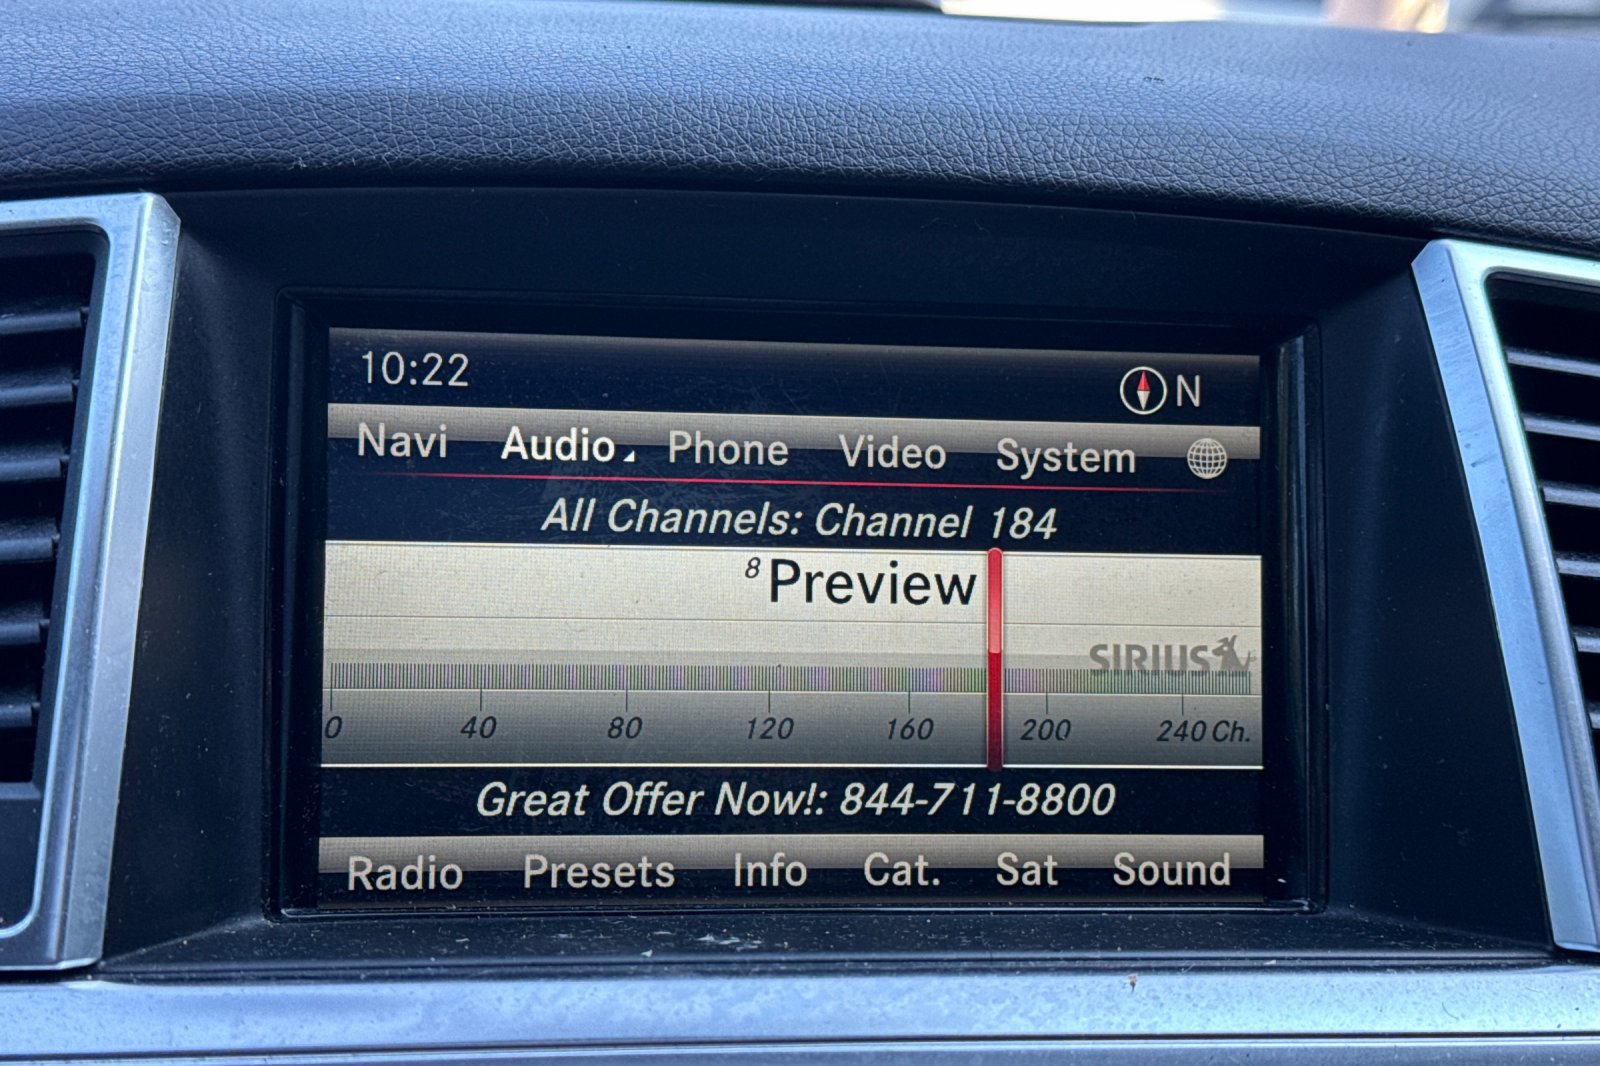 10:22 N
Navi Audio Phone Video System
All Channels: Channel 184
8 Preview
SIRIUS
0 40 80 120 160 200 240 Ch.
Great Offer Now!: 844-711-8800
Radio Presets Info Cat. Sat Sound